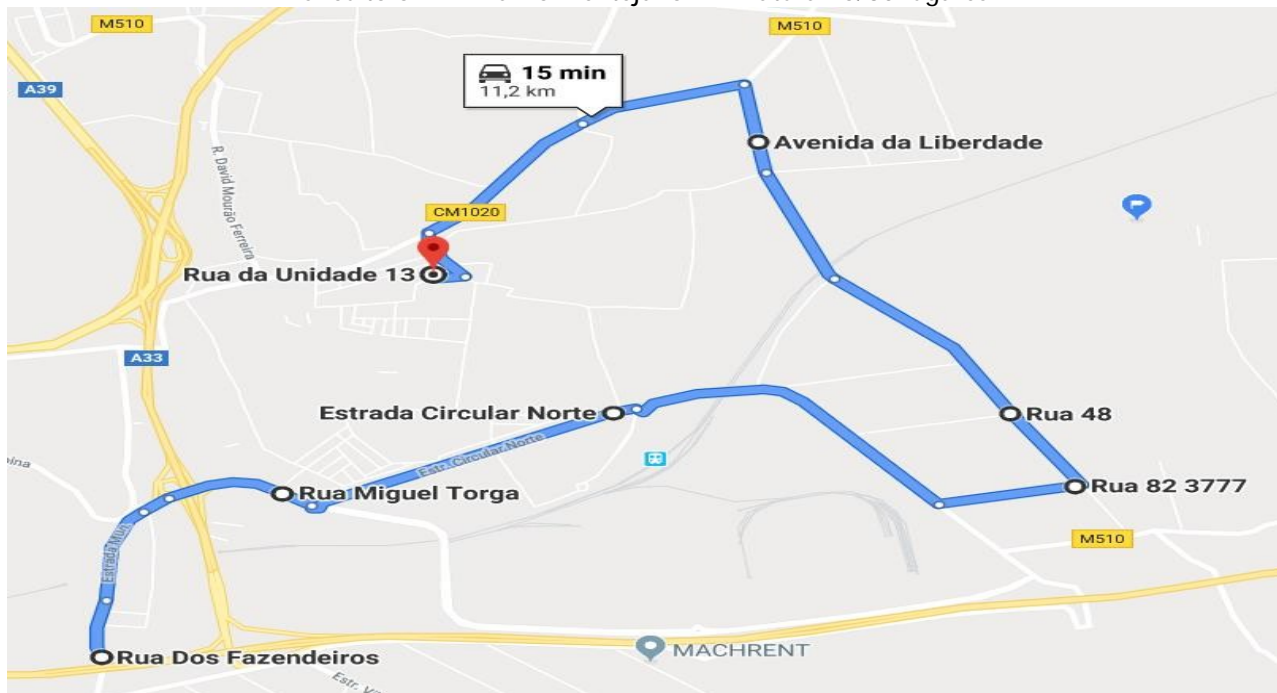 M510
M510
A39
15 min
11,2 km
R. David Mourão Ferreira
Avenida da Liberdade
CM1020
Rua da Unidade 13
A33
Estrada Circular Norte
Estr. Circular Norte
Rua 48
Rua Miguel Torga
Rua 82 3777
M510
Rua Dos Fazendeiros
MACHRENT